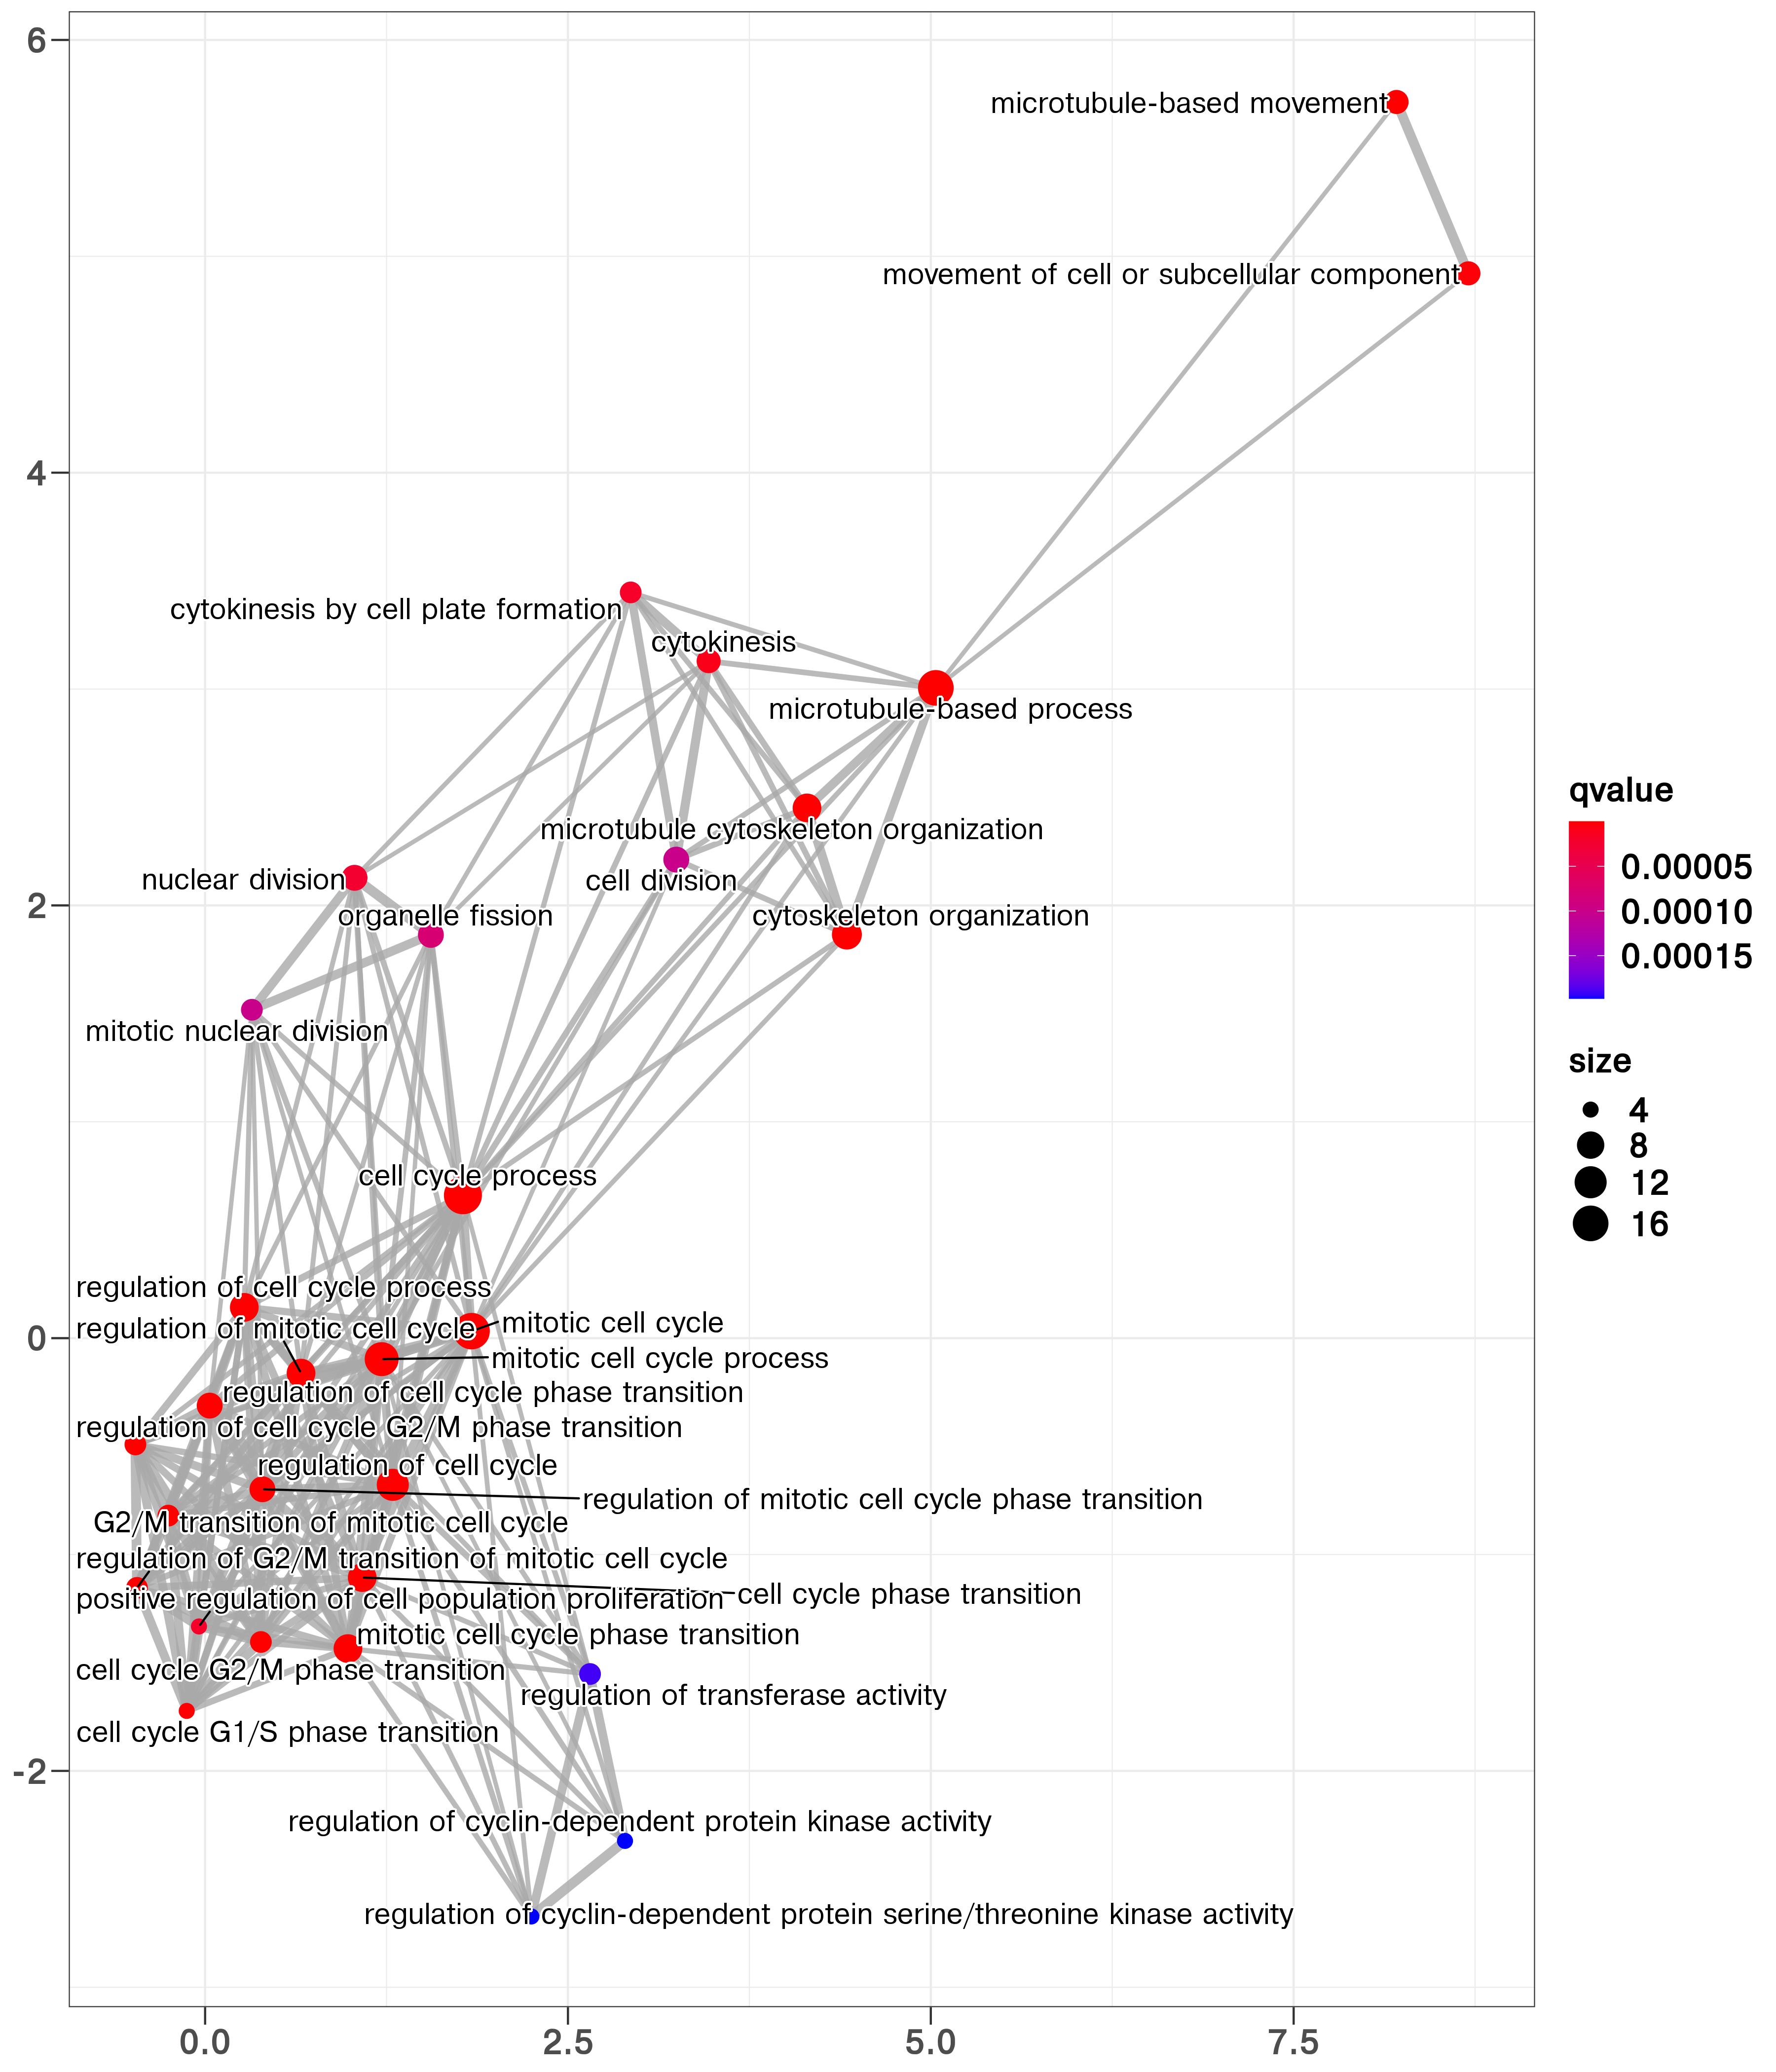 6
microtubule-based movement
movement of cell or subcellular component
4
cytokinesis by cell plate formation
cytokinesis
microtubule-based process
qvalue
microtubule cytoskeleton organization
0.00005
nuclear division
cell division
2
organelle fission
cytoskeleton organization
0.00010
0.00015
mitotic nuclear division
size
4
8
cell cycle process
12
16
regulation of cell cycle process
0
regulation of mitotic cell cycle
mitotic cell cycle
mitotic cell cycle process
regulation of cell cycle phase transition
regulation of cell cycle G2/M phase transition
regulation of cell cycle
regulation of mitotic cell cycle phase transition
G2/M transition of mitotic cell cycle
regulation of G2/M transition of mitotic cell cycle
positive regulation of cell population proliferation
cell cycle phase transition
mitotic cell cycle phase transition
cell cycle G2/M phase transition
regulation of transferase activity
cell cycle G1/S phase transition
-2
regulation of cyclin-dependent protein kinase activity
regulation of cyclin-dependent protein serine/threonine kinase activity
0.0
2.5
5.0
7.5